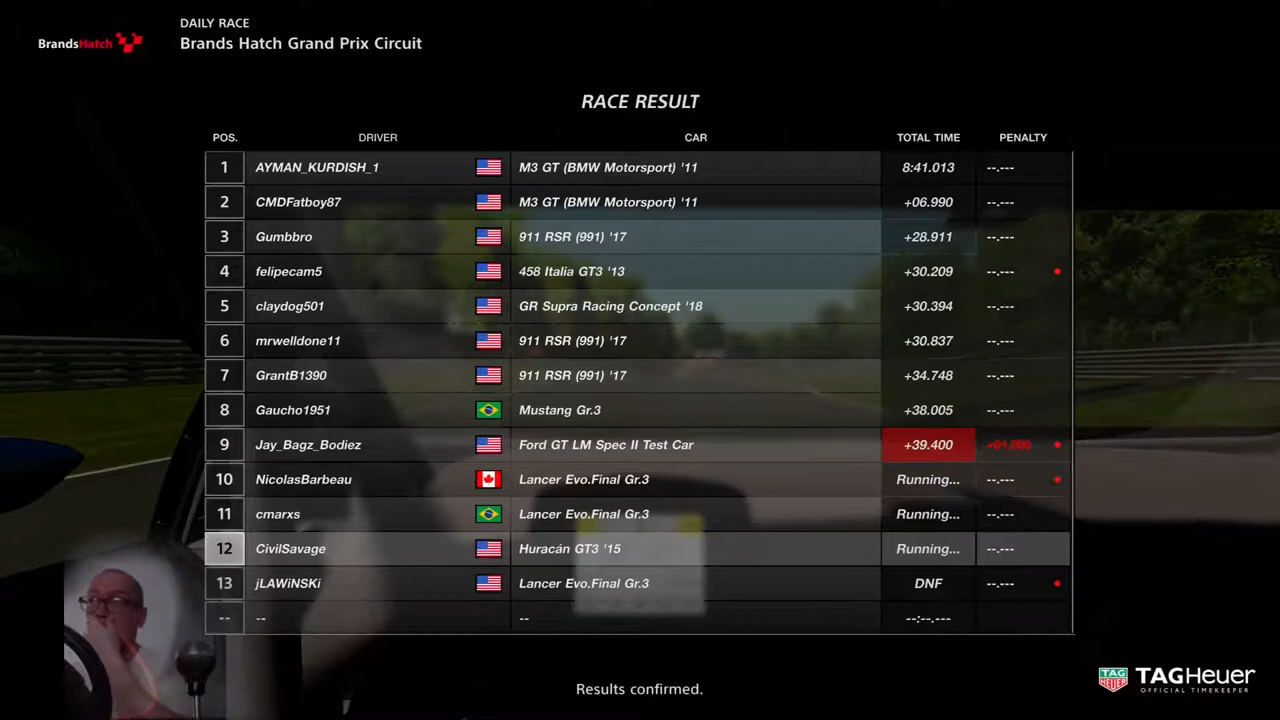 BrandsHatch
DAILY RACE
Brands Hatch Grand Prix Circuit
RACE RESULT
POS. DRIVER CAR TOTAL TIME PENALTY
1 AYMAN_KURDISH_1 M3 GT (BMW Motorsport) '11 8:41.013 --.---
2 CMDFatboy87 M3 GT (BMW Motorsport) '11 +06.990 --.---
3 Gumbbro 911 RSR (991) '17 +28.911 --.---
4 felipecam5 458 Italia GT3 '13 +30.209 --.---
5 claydog501 GR Supra Racing Concept '18 +30.394 --.---
6 mrwelldone11 911 RSR (991) '17 +30.837 --.---
7 GrantB1390 911 RSR (991) '17 +34.748 --.---
8 Gaucho1951 Mustang Gr.3 +38.005 --.---
9 Jay_Bagz_Bodiez Ford GT LM Spec II Test Car +39.400 +01.000
10 NicolasBarbeau Lancer Evo.Final Gr.3 Running... --.---
11 cmarxs Lancer Evo.Final Gr.3 Running... --.---
12 CivilSavage Huracán GT3 '15 Running... --.---
13 jLAWiNSKi Lancer Evo.Final Gr.3 DNF --.---
-- -- -- --:--.---
Results confirmed.
TAG HEUER TAGHeuer
OFFICIAL TIMEKEEPER